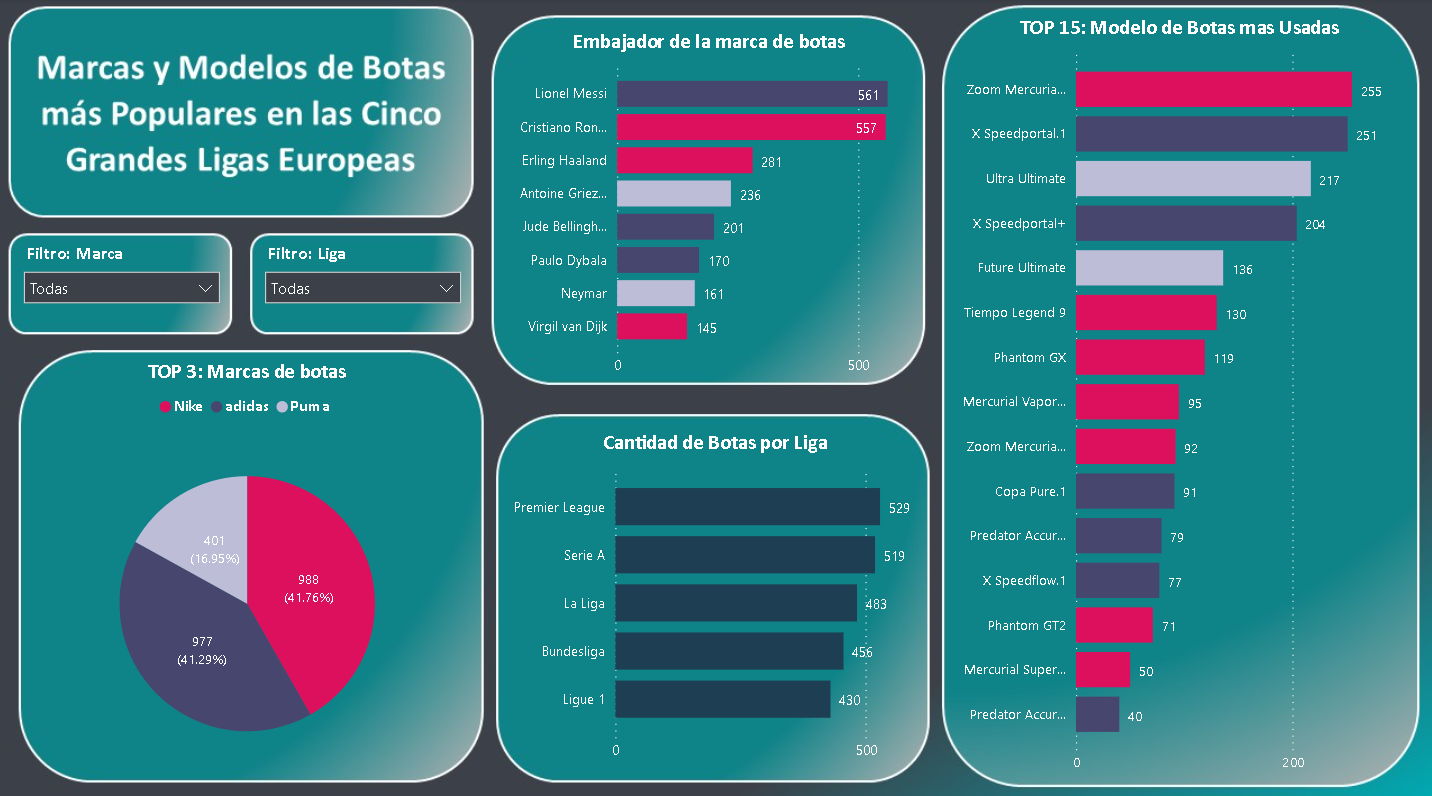 Marcas y Modelos de Botas
más Populares en las Cinco
Grandes Ligas Europeas
Filtro: Marca
Todas
Filtro: Liga
Todas
TOP 3: Marcas de botas
Nike adidas Puma
401
(16.95%)
988
(41.76%)
977
(41.29%)
Embajador de la marca de botas
Lionel Messi 561
Cristiano Ron... 557
Erling Haaland 281
Antoine Griez... 236
Jude Bellingh... 201
Paulo Dybala 170
Neymar 161
Virgil van Dijk 145
0 500
Cantidad de Botas por Liga
Premier League 529
Serie A 519
La Liga 483
Bundesliga 456
Ligue 1 430
0 500
TOP 15: Modelo de Botas mas Usadas
Zoom Mercuria... 255
X Speedportal.1 251
Ultra Ultimate 217
X Speedportal+ 204
Future Ultimate 136
Tiempo Legend 9 130
Phantom GX 119
Mercurial Vapor... 95
Zoom Mercuria... 92
Copa Pure.1 91
Predator Accur... 79
X Speedflow.1 77
Phantom GT2 71
Mercurial Super... 50
Predator Accur... 40
0 200